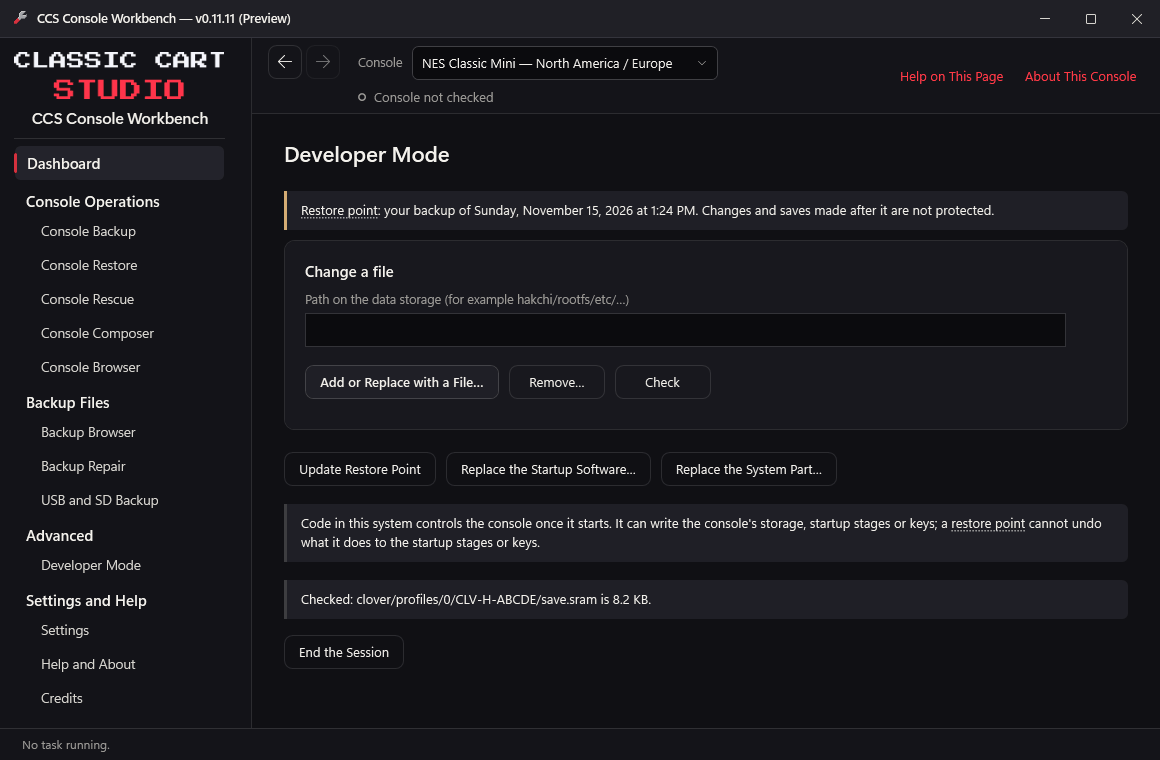 CCS Console Workbench — v0.11.11 (Preview)
CLASSIC CART
STUDIO
CCS Console Workbench
Dashboard
Console Operations
Console Backup
Console Restore
Console Rescue
Console Composer
Console Browser
Backup Files
Backup Browser
Backup Repair
USB and SD Backup
Advanced
Developer Mode
Settings and Help
Settings
Help and About
Credits
Console
NES Classic Mini — North America / Europe
Console not checked
Help on This Page
About This Console
Developer Mode
Restore point: your backup of Sunday, November 15, 2026 at 1:24 PM. Changes and saves made after it are not protected.
Change a file
Path on the data storage (for example hakchi/rootfs/etc/...)
Add or Replace with a File...
Remove...
Check
Update Restore Point
Replace the Startup Software...
Replace the System Part...
Code in this system controls the console once it starts. It can write the console's storage, startup stages or keys; a restore point cannot undo
what it does to the startup stages or keys.
Checked: clover/profiles/0/CLV-H-ABCDE/save.sram is 8.2 KB.
End the Session
No task running.